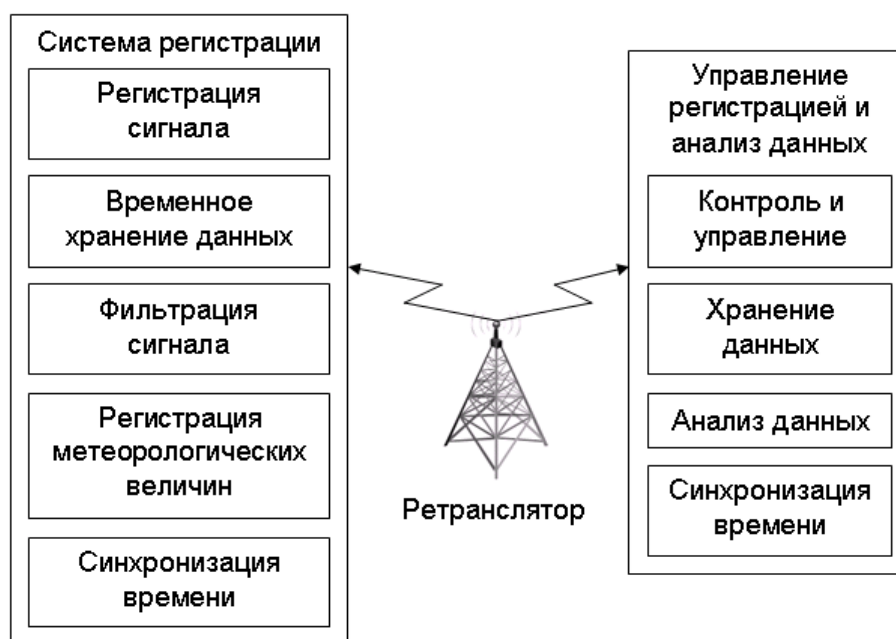 Система регистрации
Регистрация
сигнала
Временное
хранение данных
Фильтрация
сигнала
Регистрация
метеорологических
величин
Синхронизация
времени
Ретранслятор
Управление
регистрацией и
анализ данных
Контроль и
управление
Хранение
данных
Анализ данных
Синхронизация
времени